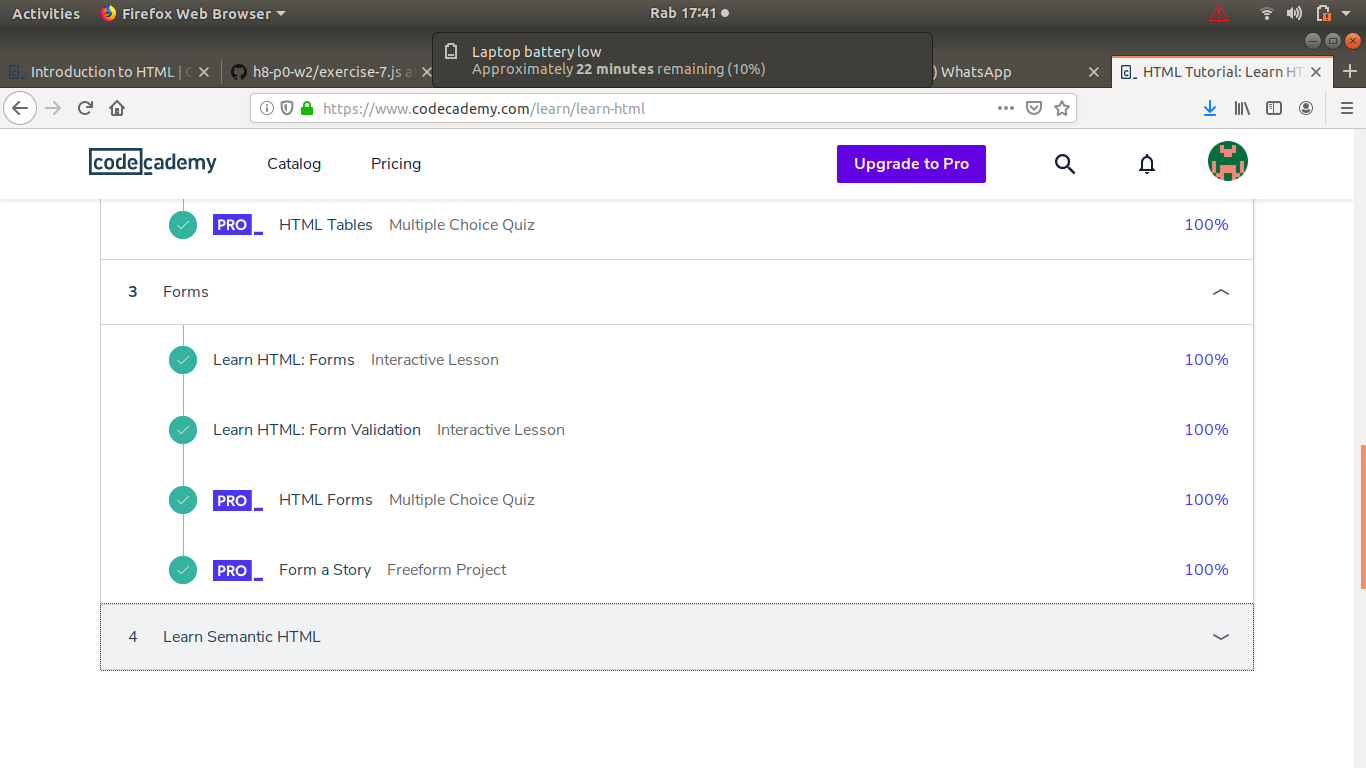 Activities Firefox Web Browser Rab 17:41
Laptop battery low
Approximately 22 minutes remaining (10%)
Introduction to HTML | h8-p0-w2/exercise-7.js ) WhatsApp HTML Tutorial: Learn HT
https://www.codecademy.com/learn/learn-html
codecademy Catalog Pricing Upgrade to Pro
PRO HTML Tables Multiple Choice Quiz 100%
3 Forms
Learn HTML: Forms Interactive Lesson 100%
Learn HTML: Form Validation Interactive Lesson 100%
PRO HTML Forms Multiple Choice Quiz 100%
PRO Form a Story Freeform Project 100%
4 Learn Semantic HTML